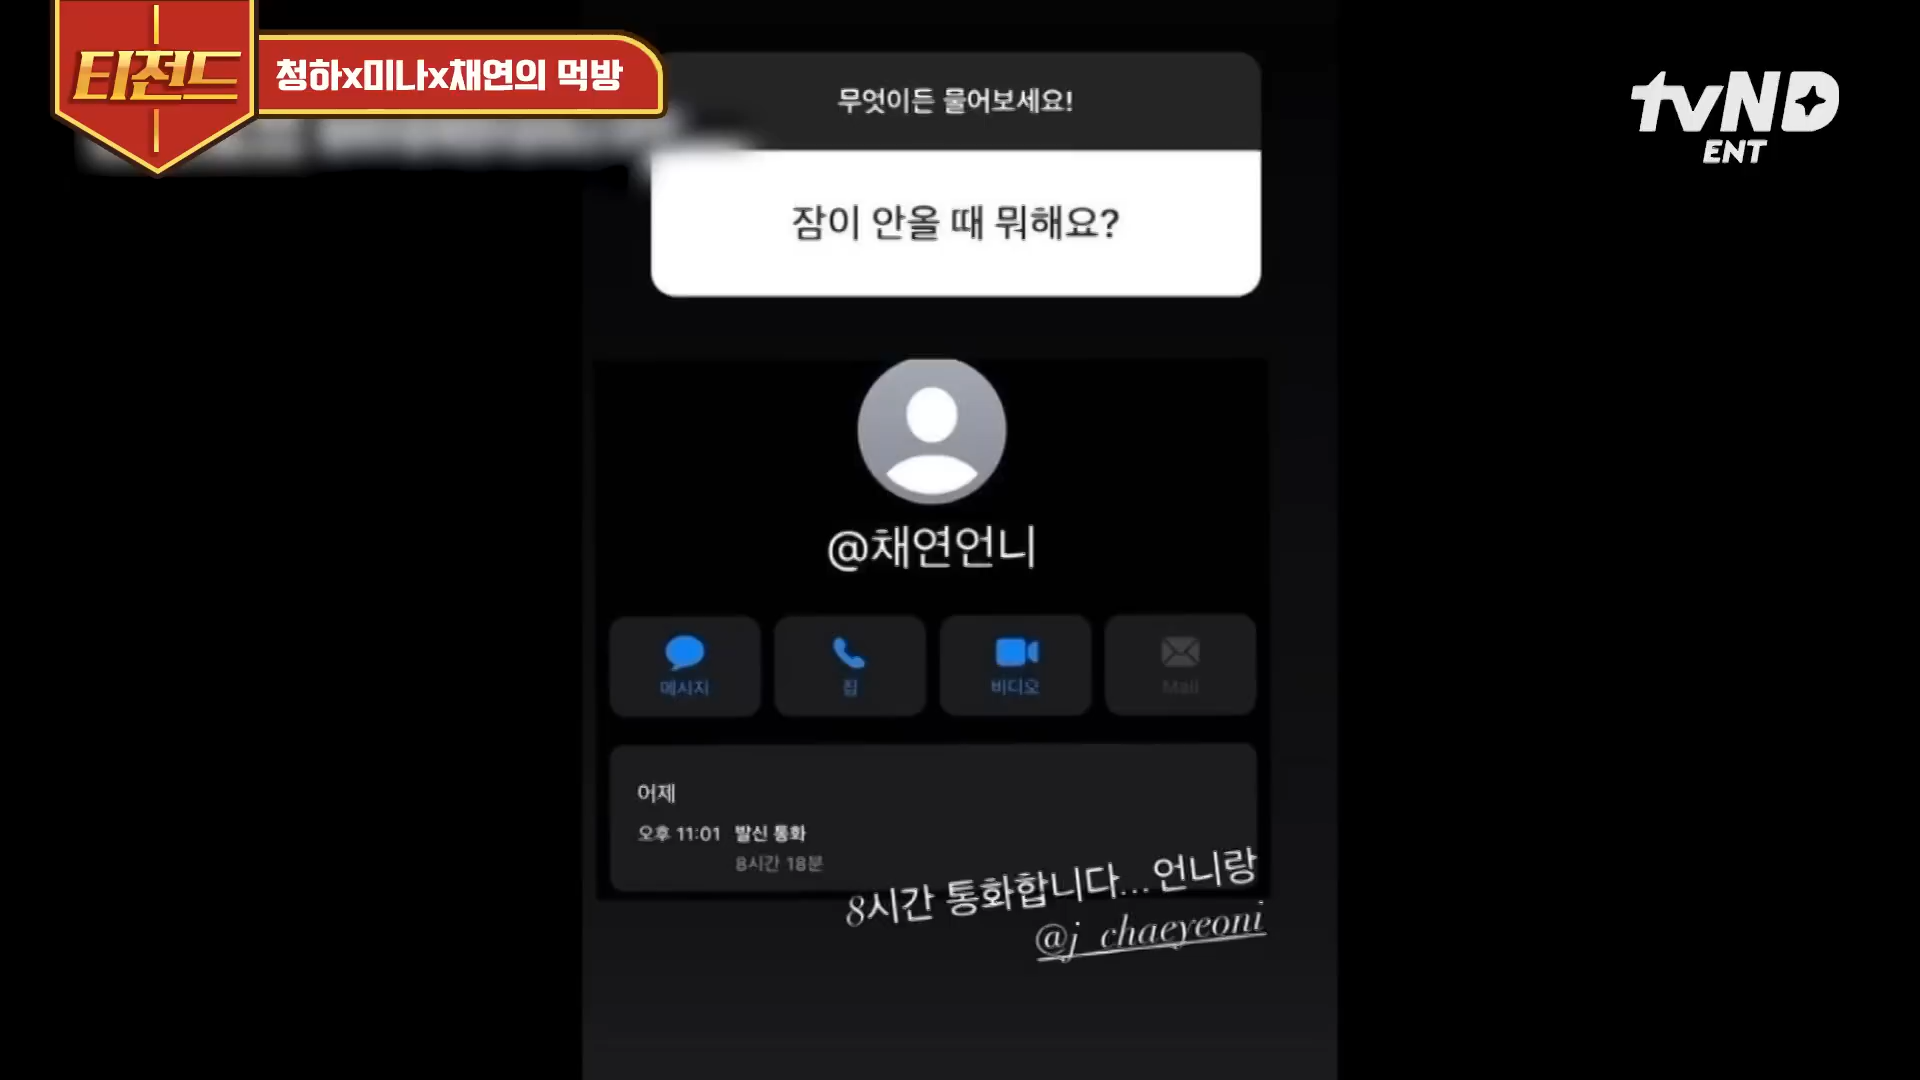 티전드
청하x미나x채연의 먹방
tvND
ENT
무엇이든 물어보세요!
잠이 안올 때 뭐해요?
@채연언니
메시지
집
비디오
Mail
어제
오후 11:01 발신 통화
8시간 18분
8시간 통화합니다...언니랑
@j_chaeyeoni